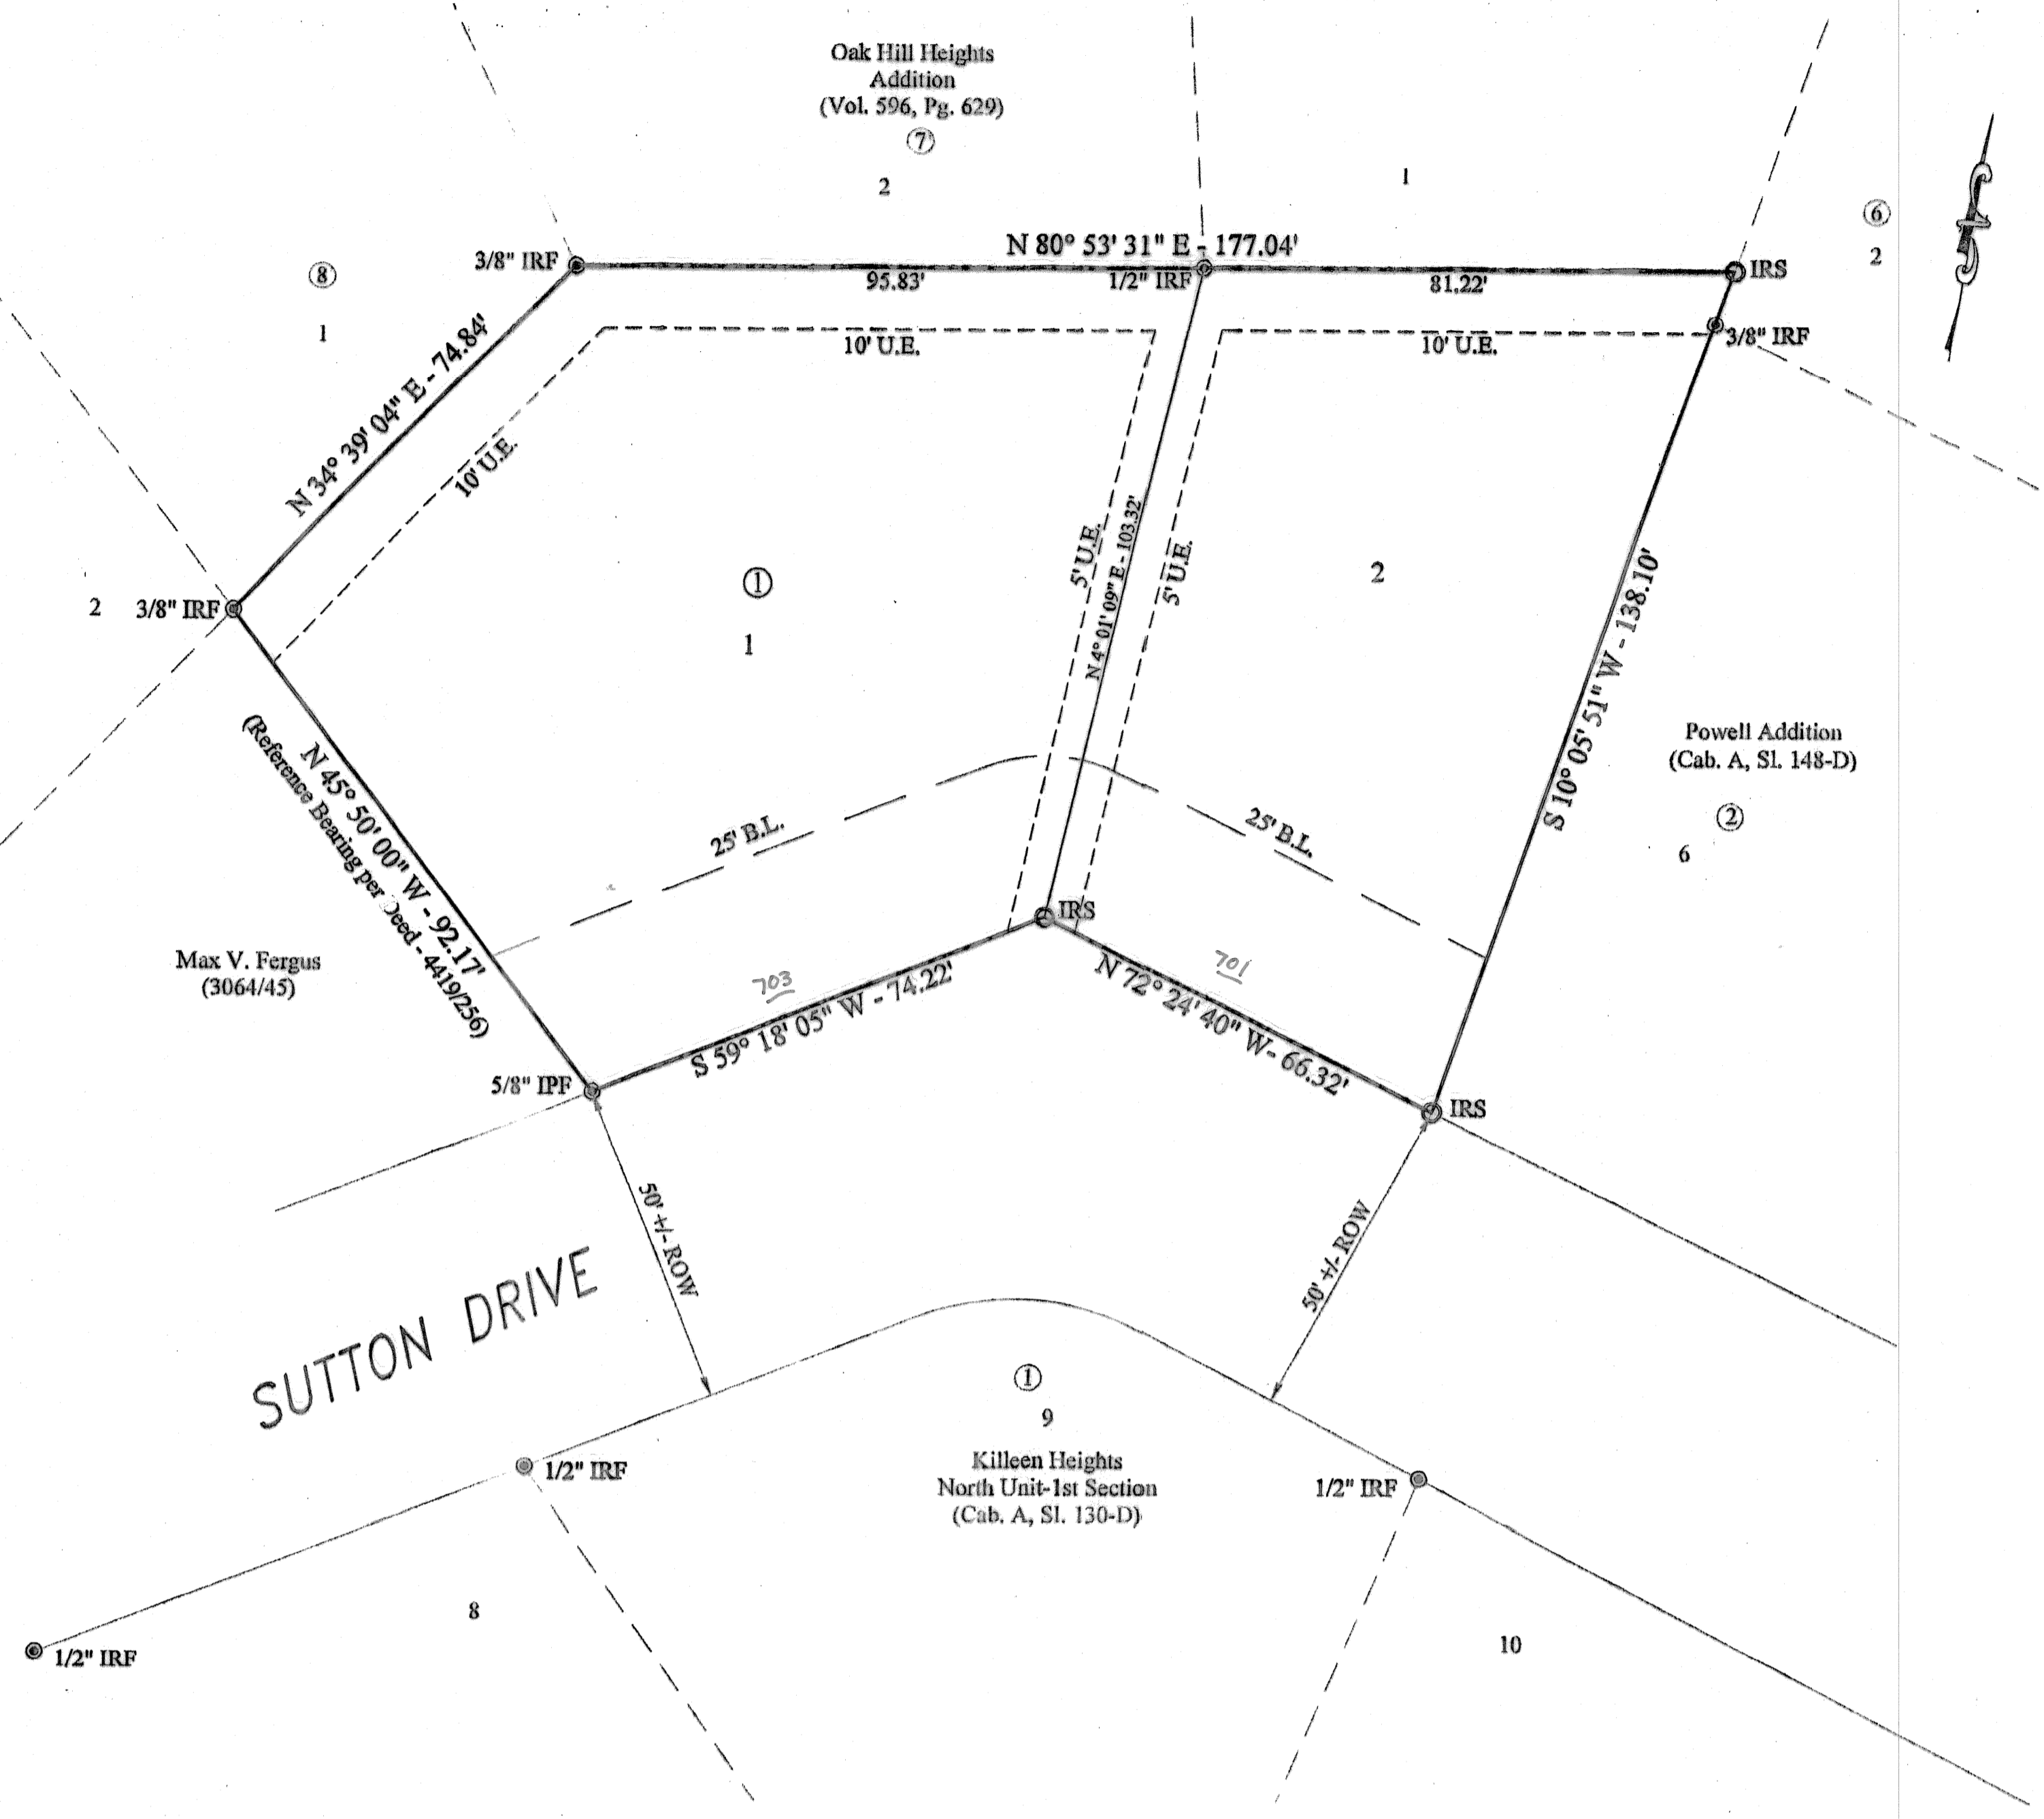 Oak Hill Heights
Addition
(Vol. 596, Pg. 629)
7
2
1
6
2
N 80° 53' 31" E - 177.04'
3/8" IRF
95.83'
1/2" IRF
81.22'
IRS
8
1
3/8" IRF
10' U.E.
10' U.E.
N 34° 39' 04" E - 74.84'
10' U.E.
2
3/8" IRF
1
1
5' U.E.
N 4° 01' 09" E - 103.32'
5' U.E.
2
S 10° 05' 51" W - 138.10'
Powell Addition
(Cab. A, Sl. 148-D)
2
6
N 45° 50' 00" W - 92.17'
(Reference Bearing per Deed - 4419/256)
25' B.L.
25' B.L.
Max V. Fergus
(3064/45)
IRS
703
S 59° 18' 05" W - 74.22'
701
N 72° 24' 40" W- 66.32'
5/8" IPF
IRS
50' +/- ROW
50' +/- ROW
SUTTON DRIVE
1
9
Killeen Heights
North Unit-1st Section
(Cab. A, Sl. 130-D)
1/2" IRF
1/2" IRF
8
10
1/2" IRF